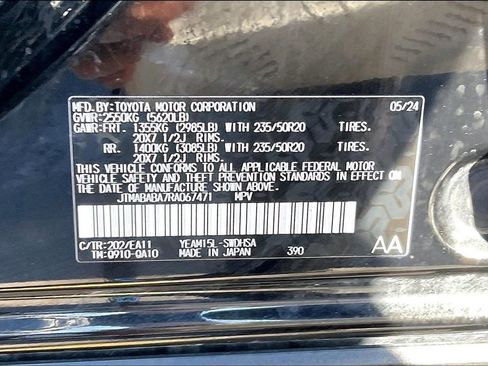 MFD. BY: TOYOTA MOTOR CORPORATION 05/24
GVWR: 2550KG (5620LB)
GAWR: FRT. 1355KG (2985LB) WITH 235/50R20 TIRES.
20X7 1/2J RIMS.
RR. 1400KG (3085LB) WITH 235/50R20 TIRES.
20X7 1/2J RIMS.
THIS VEHICLE CONFORMS TO ALL APPLICABLE FEDERAL MOTOR
VEHICLE SAFETY AND THEFT PREVENTION STANDARDS IN EFFECT ON
THE DATE OF MANUFACTURE SHOWN ABOVE.
JTMABABA7RA067471 MPV
C/TR: 202/EA11 YEAM15L-SWDHSA
TM: Q910-QA10 MADE IN JAPAN 390 AA